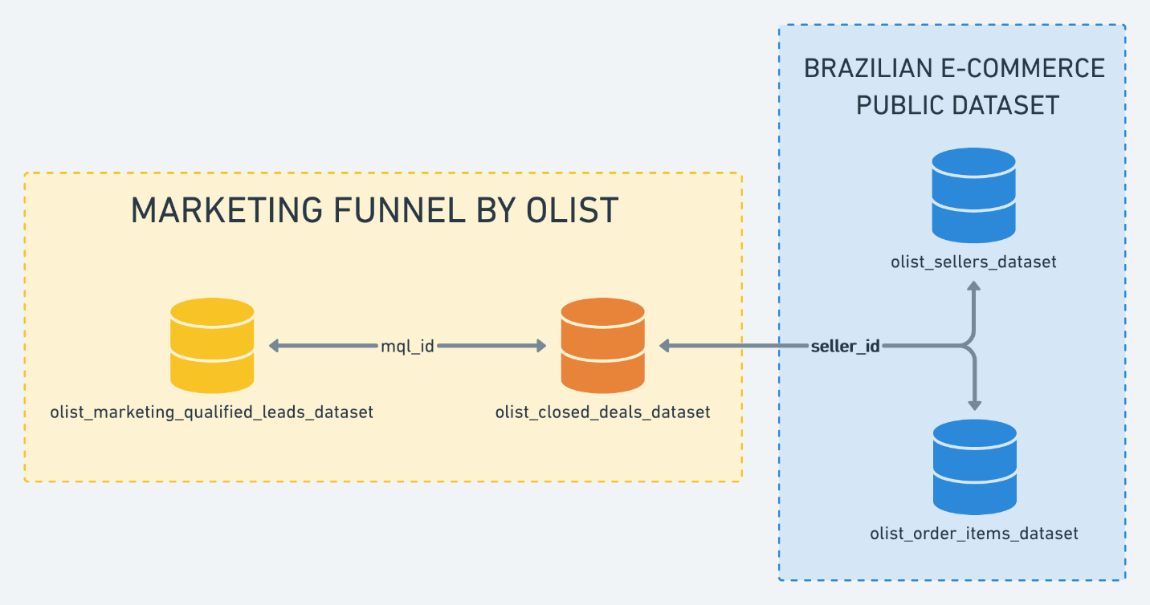 BRAZILIAN E-COMMERCE
PUBLIC DATASET
olist_sellers_dataset
MARKETING FUNNEL BY OLIST
mql_id
seller_id
olist_marketing_qualified_leads_dataset
olist_closed_deals_dataset
olist_order_items_dataset